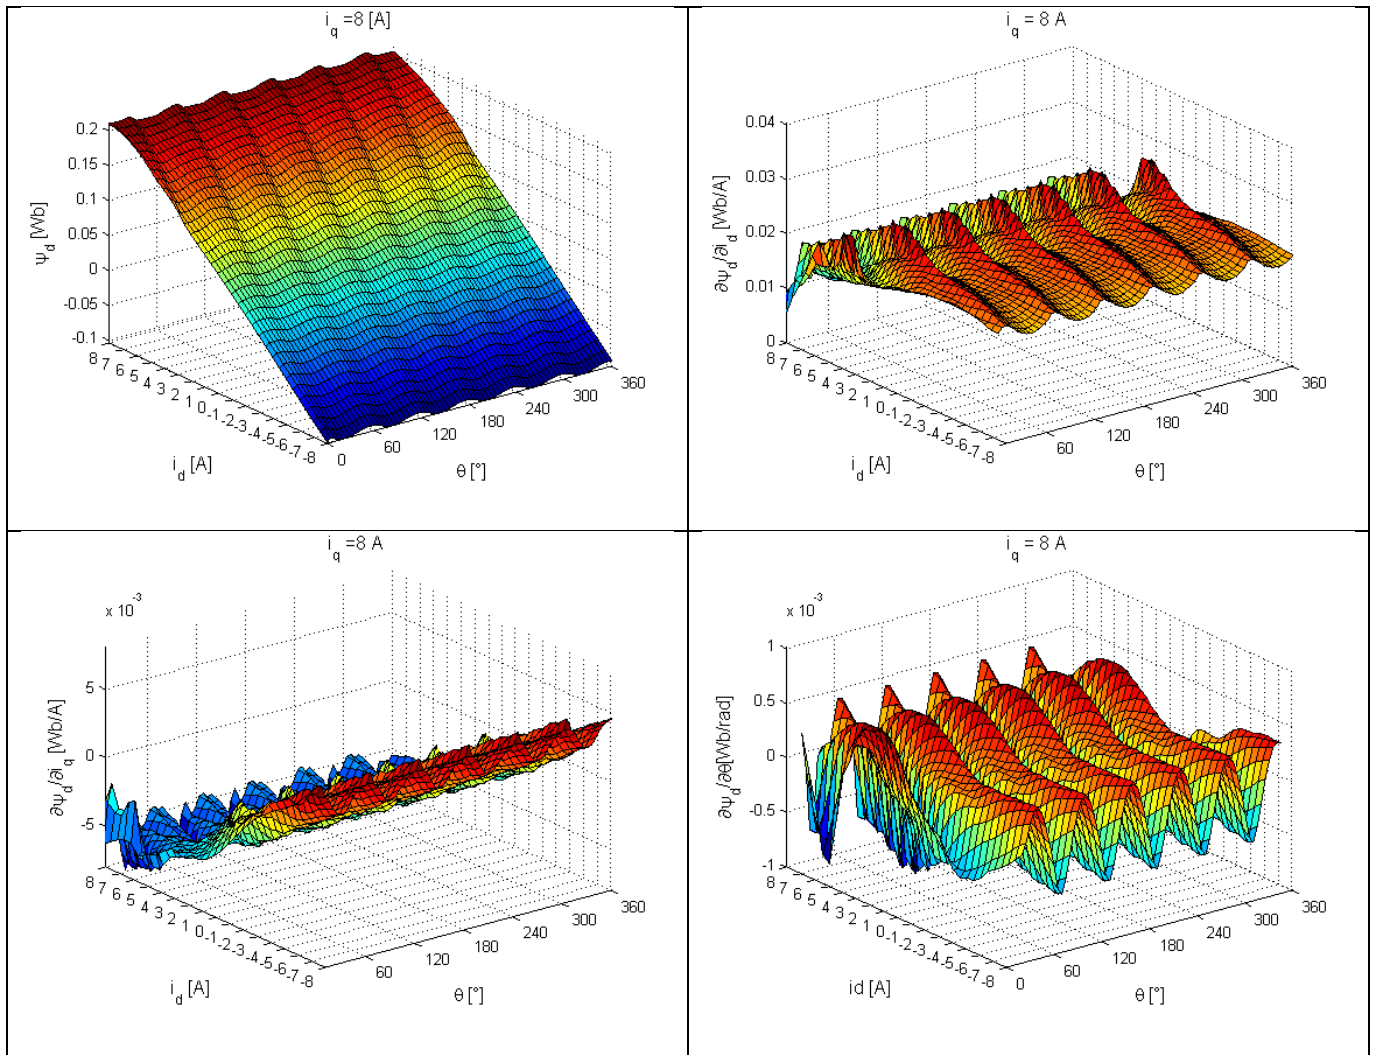 i_q =8 [A]
ψ_d [Wb]
0.2
0.15
0.1
0.05
0
-0.05
-0.1
8 7 6 5 4 3 2 1 0 -1 -2 -3 -4 -5 -6 -7 -8
i_d [A]
0 60 120 180 240 300 360
θ [°]
i_q = 8 A
∂ψ_d/∂i_d [Wb/A]
0.04
0.03
0.02
0.01
0
8 7 6 5 4 3 2 1 0 -1 -2 -3 -4 -5 -6 -7 -8
i_d [A]
60 120 180 240 300 360
θ [°]
i_q =8 A
x 10^-3
∂ψ_d/∂i_q [Wb/A]
5
0
-5
8 7 6 5 4 3 2 1 0 -1 -2 -3 -4 -5 -6 -7 -8
i_d [A]
60 120 180 240 300 360
θ [°]
i_q = 8 A
x 10^-3
∂ψ_d/∂θ[Wb/rad]
1
0.5
0
-0.5
-1
8 7 6 5 4 3 2 1 0 -1 -2 -3 -4 -5 -6 -7 -8
id [A]
0 60 120 180 240 300 360
θ [°]